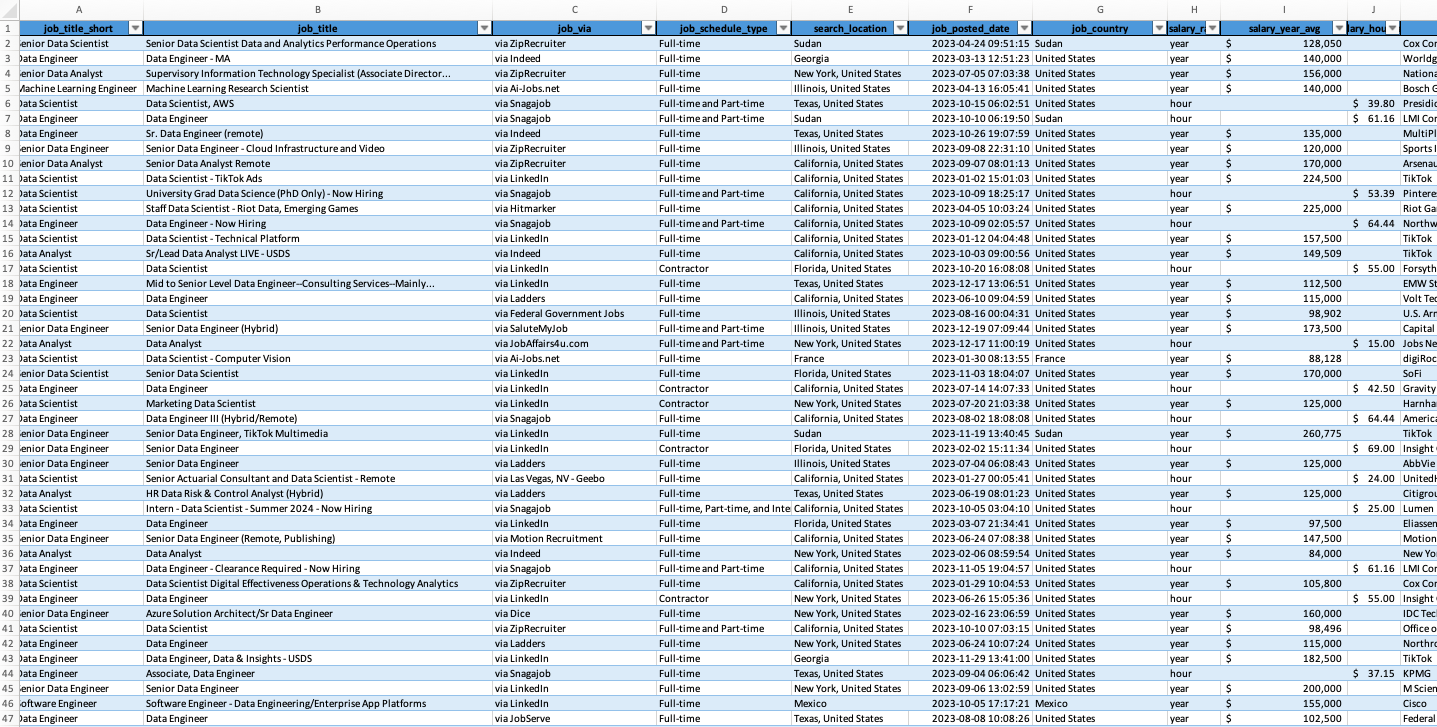 A B C D E F G H I J
1 job_title_short job_title job_via job_schedule_type search_location job_posted_date job_country salary_ra salary_year_avg lary_hou
2 enior Data Scientist Senior Data Scientist Data and Analytics Performance Operations via ZipRecruiter Full-time Sudan 2023-04-24 09:51:15 Sudan year $ 128,050 Cox Cor
3 Data Engineer Data Engineer - MA via Indeed Full-time Georgia 2023-03-13 12:51:23 United States year $ 140,000 Worldg
4 enior Data Analyst Supervisory Information Technology Specialist (Associate Director... via ZipRecruiter Full-time New York, United States 2023-07-05 07:03:38 United States year $ 156,000 Nationa
5 Machine Learning Engineer Machine Learning Research Scientist via Ai-Jobs.net Full-time Illinois, United States 2023-04-13 16:05:41 United States year $ 140,000 Bosch G
6 Data Scientist Data Scientist, AWS via Snagajob Full-time and Part-time Texas, United States 2023-10-15 06:02:51 United States hour $ 39.80 Presidio
7 Data Engineer Data Engineer via Snagajob Full-time and Part-time Sudan 2023-10-10 06:19:50 Sudan hour $ 61.16 LMI Cor
8 Data Engineer Sr. Data Engineer (remote) via Indeed Full-time Texas, United States 2023-10-26 19:07:59 United States year $ 135,000 MultiPl
9 enior Data Engineer Senior Data Engineer - Cloud Infrastructure and Video via ZipRecruiter Full-time Illinois, United States 2023-09-08 22:31:10 United States year $ 120,000 Sports I
10 enior Data Analyst Senior Data Analyst Remote via ZipRecruiter Full-time California, United States 2023-09-07 08:01:13 United States year $ 170,000 Arsenau
11 Data Scientist Data Scientist - TikTok Ads via LinkedIn Full-time California, United States 2023-01-02 15:01:03 United States year $ 224,500 TikTok
12 Data Scientist University Grad Data Science (PhD Only) - Now Hiring via Snagajob Full-time and Part-time California, United States 2023-10-09 18:25:17 United States hour $ 53.39 Pinteres
13 Data Scientist Staff Data Scientist - Riot Data, Emerging Games via Hitmarker Full-time California, United States 2023-04-05 10:03:24 United States year $ 225,000 Riot Ga
14 Data Engineer Data Engineer - Now Hiring via Snagajob Full-time and Part-time California, United States 2023-10-09 02:05:57 United States hour $ 64.44 Northw
15 Data Scientist Data Scientist - Technical Platform via LinkedIn Full-time California, United States 2023-01-12 04:04:48 United States year $ 157,500 TikTok
16 Data Analyst Sr/Lead Data Analyst LIVE - USDS via Indeed Full-time California, United States 2023-10-03 09:00:56 United States year $ 149,509 TikTok
17 Data Scientist Data Scientist via LinkedIn Contractor Florida, United States 2023-10-20 16:08:08 United States hour $ 55.00 Forsyth
18 Data Engineer Mid to Senior Level Data Engineer--Consulting Services--Mainly... via LinkedIn Full-time Texas, United States 2023-12-17 13:06:51 United States year $ 112,500 EMW St
19 Data Engineer Data Engineer via Ladders Full-time California, United States 2023-06-10 09:04:59 United States year $ 115,000 Volt Tec
20 Data Scientist Data Scientist via Federal Government Jobs Full-time Illinois, United States 2023-08-16 00:04:31 United States year $ 98,902 U.S. Arr
21 enior Data Engineer Senior Data Engineer (Hybrid) via SaluteMyJob Full-time and Part-time Illinois, United States 2023-12-19 07:09:44 United States year $ 173,500 Capital
22 Data Analyst Data Analyst via JobAffairs4u.com Full-time and Part-time New York, United States 2023-12-17 11:00:19 United States hour $ 15.00 Jobs Ne
23 Data Scientist Data Scientist - Computer Vision via Ai-Jobs.net Full-time France 2023-01-30 08:13:55 France year $ 88,128 digiRoc
24 enior Data Scientist Senior Data Scientist via LinkedIn Full-time Florida, United States 2023-11-03 18:04:07 United States year $ 170,000 SoFi
25 Data Engineer Data Engineer via LinkedIn Contractor California, United States 2023-07-14 14:07:33 United States hour $ 42.50 Gravity
26 Data Scientist Marketing Data Scientist via LinkedIn Contractor New York, United States 2023-07-20 21:03:38 United States year $ 125,000 Harnha
27 Data Engineer Data Engineer III (Hybrid/Remote) via Snagajob Full-time California, United States 2023-08-02 18:08:08 United States hour $ 64.44 America
28 enior Data Engineer Senior Data Engineer, TikTok Multimedia via LinkedIn Full-time Sudan 2023-11-19 13:40:45 Sudan year $ 260,775 TikTok
29 enior Data Engineer Senior Data Engineer via LinkedIn Contractor Florida, United States 2023-02-02 15:11:34 United States hour $ 69.00 Insight
30 enior Data Engineer Senior Data Engineer via Ladders Full-time Illinois, United States 2023-07-04 06:08:43 United States year $ 125,000 AbbVie
31 Data Scientist Senior Actuarial Consultant and Data Scientist - Remote via Las Vegas, NV - Geebo Full-time California, United States 2023-01-27 00:05:41 United States hour $ 24.00 UnitedH
32 Data Analyst HR Data Risk & Control Analyst (Hybrid) via Ladders Full-time Texas, United States 2023-06-19 08:01:23 United States year $ 125,000 Citigrou
33 Data Scientist Intern - Data Scientist - Summer 2024 - Now Hiring via Snagajob Full-time, Part-time, and Inte California, United States 2023-10-05 03:04:10 United States hour $ 25.00 Lumen
34 Data Engineer Data Engineer via LinkedIn Full-time Florida, United States 2023-03-07 21:34:41 United States year $ 97,500 Eliassen
35 enior Data Engineer Senior Data Engineer (Remote, Publishing) via Motion Recruitment Full-time California, United States 2023-06-24 07:08:38 United States year $ 147,500 Motion
36 Data Analyst Data Analyst via Indeed Full-time New York, United States 2023-02-06 08:59:54 United States year $ 84,000 New Yo
37 Data Engineer Data Engineer - Clearance Required - Now Hiring via Snagajob Full-time and Part-time California, United States 2023-11-05 19:04:57 United States hour $ 61.16 LMI Cor
38 Data Scientist Data Scientist Digital Effectiveness Operations & Technology Analytics via ZipRecruiter Full-time California, United States 2023-01-29 10:04:53 United States year $ 105,800 Cox Cor
39 Data Engineer Data Engineer via LinkedIn Contractor New York, United States 2023-06-26 15:05:36 United States hour $ 55.00 Insight
40 enior Data Engineer Azure Solution Architect/Sr Data Engineer via Dice Full-time New York, United States 2023-02-16 23:06:59 United States year $ 160,000 IDC Tec
41 Data Scientist Data Scientist via ZipRecruiter Full-time and Part-time California, United States 2023-10-10 07:03:15 United States year $ 98,496 Office o
42 Data Engineer Data Engineer via Ladders Full-time New York, United States 2023-06-24 10:07:24 United States year $ 115,000 Northro
43 Data Engineer Data Engineer, Data & Insights - USDS via LinkedIn Full-time Georgia 2023-11-29 13:41:00 United States year $ 182,500 TikTok
44 Data Engineer Associate, Data Engineer via Snagajob Full-time Texas, United States 2023-09-04 06:06:42 United States hour $ 37.15 KPMG
45 enior Data Engineer Senior Data Engineer via LinkedIn Full-time New York, United States 2023-09-06 13:02:59 United States year $ 200,000 M Scien
46 oftware Engineer Software Engineer - Data Engineering/Enterprise App Platforms via LinkedIn Full-time Mexico 2023-10-05 17:17:21 Mexico year $ 155,000 Cisco
47 Data Engineer Data Engineer via JobServe Full-time Texas, United States 2023-08-08 10:08:26 United States year $ 102,500 Federal